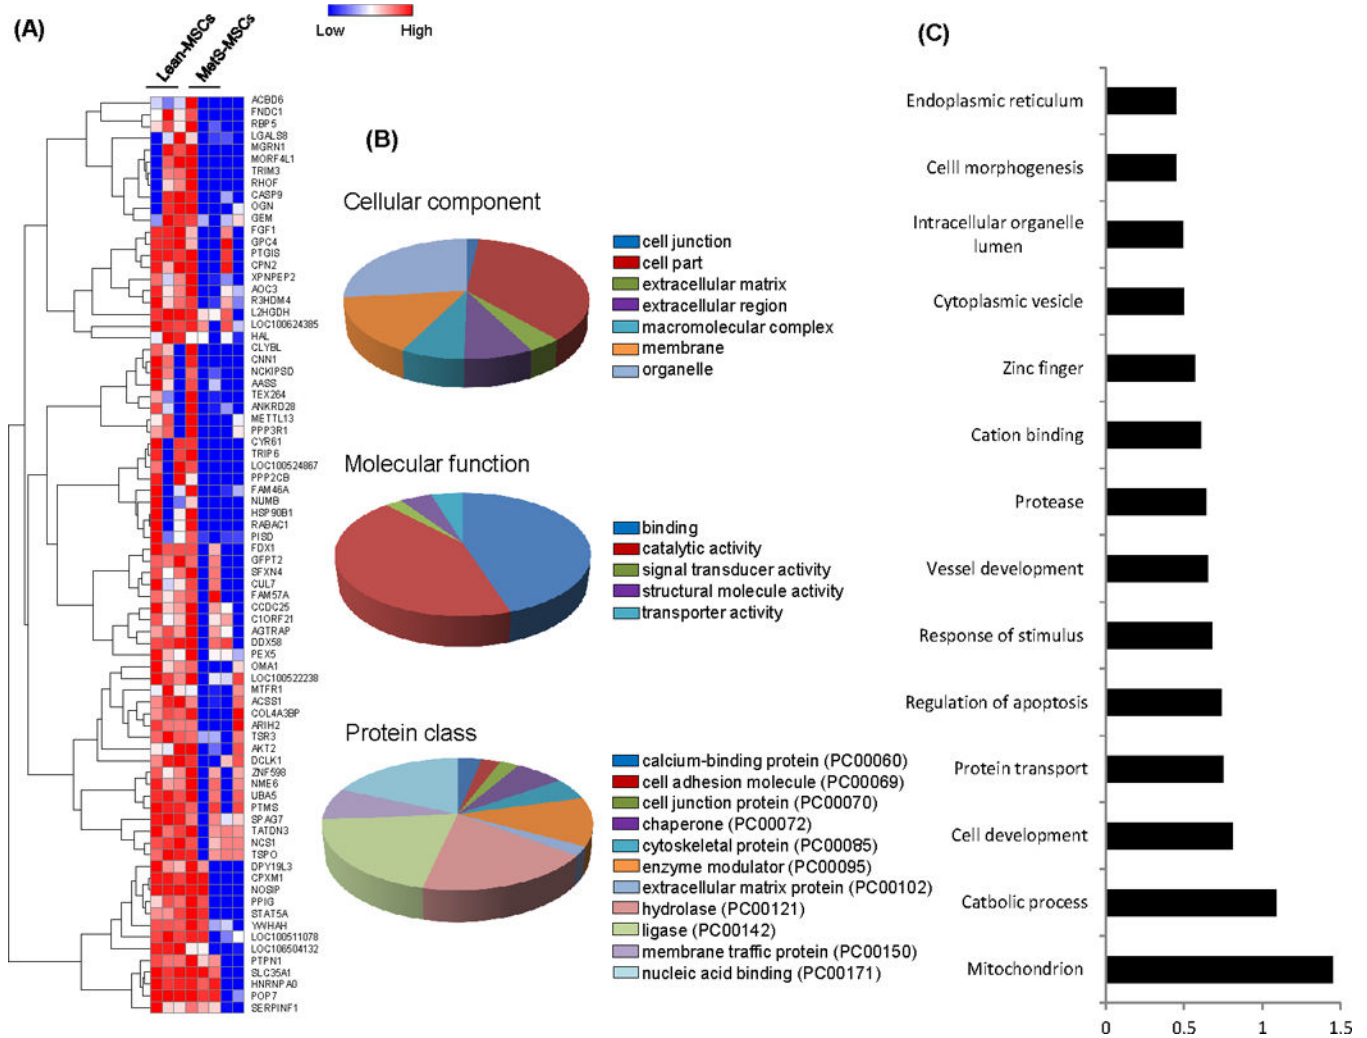 (A)
Lean-MSCs
MetS-MSCs
Low
High
ACBD6
FNDC1
RBP5
LGALS8
MGRN1
MORF4L1
TRIM3
RHOF
CASP9
OGN
GEM
FGF1
GPC4
PTGIS
CPN2
XPNPEP2
AOC3
R3HDM4
L2HGDH
LOC100624385
HAL
CLYBL
CNN1
NCKIPSD
AASS
TEX264
ANKRD28
METTL13
PPP3R1
CYR61
TRIP6
LOC100524867
PPP2CB
FAM46A
NUMB
HSP90B1
RABAC1
PISD
FDX1
GFPT2
SFXN4
CUL7
FAM57A
CCDC25
C1ORF21
AGTRAP
DDX58
PEX5
OMA1
LOC100522238
MTFR1
ACSS1
COL4A3BP
ARIH2
TSR3
AKT2
DCLK1
ZNF598
NME6
UBA5
PTMS
SPAG7
TATDN3
NCS1
TSPO
DPY19L3
CPXM1
NOSIP
PPIG
STAT5A
YWHAH
LOC100511078
LOC106504132
PTPN1
SLC35A1
HNRNPA0
POP7
SERPINF1
(B)
Cellular component
cell junction
cell part
extracellular matrix
extracellular region
macromolecular complex
membrane
organelle
Molecular function
binding
catalytic activity
signal transducer activity
structural molecule activity
transporter activity
Protein class
calcium-binding protein (PC00060)
cell adhesion molecule (PC00069)
cell junction protein (PC00070)
chaperone (PC00072)
cytoskeletal protein (PC00085)
enzyme modulator (PC00095)
extracellular matrix protein (PC00102)
hydrolase (PC00121)
ligase (PC00142)
membrane traffic protein (PC00150)
nucleic acid binding (PC00171)
(C)
Endoplasmic reticulum
Celll morphogenesis
Intracellular organelle
lumen
Cytoplasmic vesicle
Zinc finger
Cation binding
Protease
Vessel development
Response of stimulus
Regulation of apoptosis
Protein transport
Cell development
Catbolic process
Mitochondrion
0 0.5 1 1.5